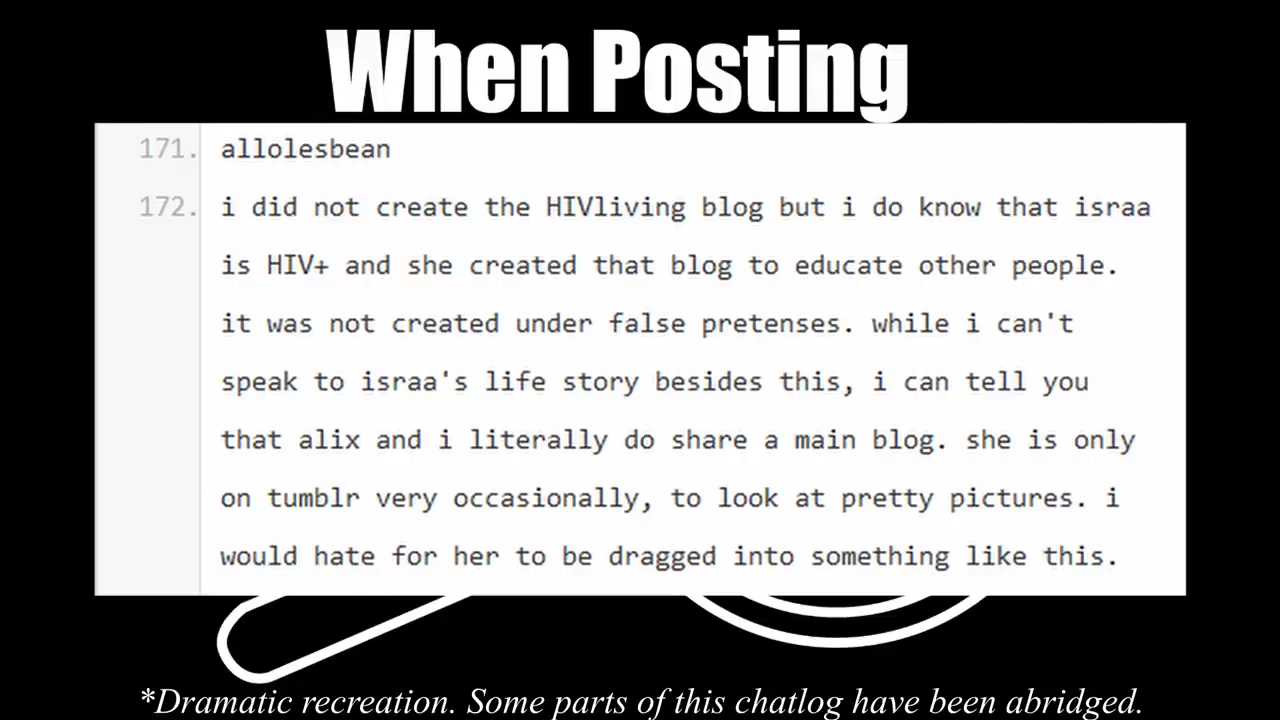 When Posting
171. allolesbean
172. i did not create the HIVliving blog but i do know that israa
is HIV+ and she created that blog to educate other people.
it was not created under false pretenses. while i can't
speak to israa's life story besides this, i can tell you
that alix and i literally do share a main blog. she is only
on tumblr very occasionally, to look at pretty pictures. i
would hate for her to be dragged into something like this.
*Dramatic recreation. Some parts of this chatlog have been abridged.